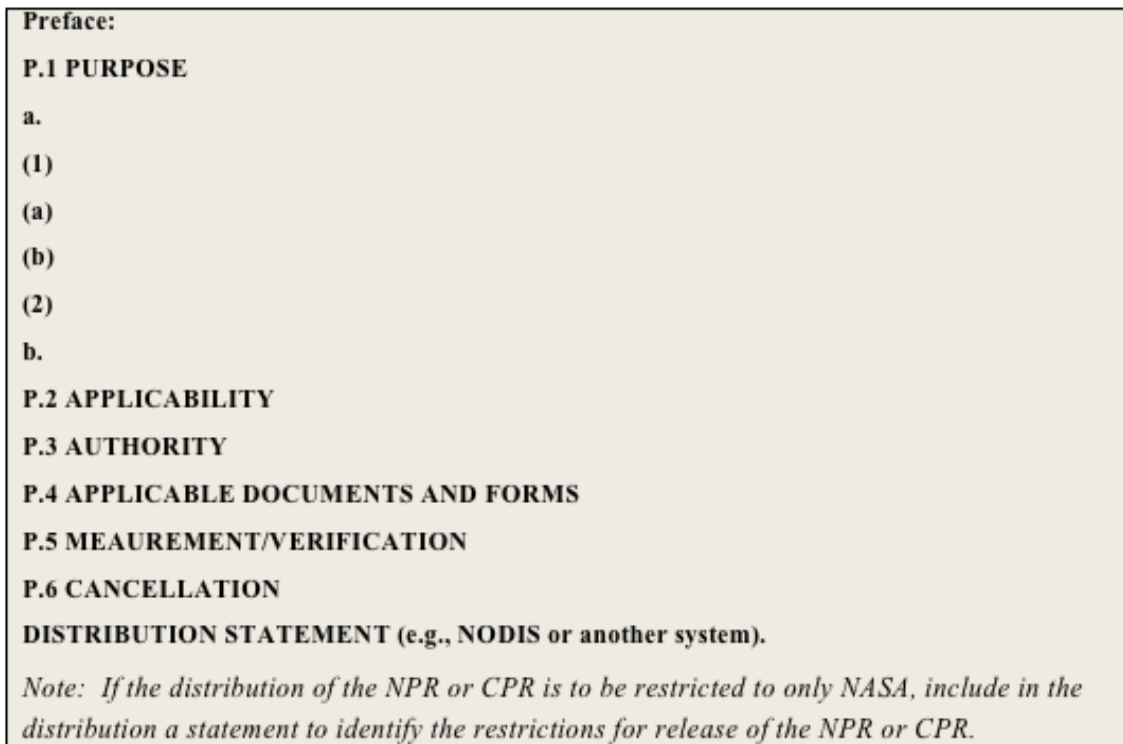 Preface:
P.1 PURPOSE
a.
(1)
(a)
(b)
(2)
b.
P.2 APPLICABILITY
P.3 AUTHORITY
P.4 APPLICABLE DOCUMENTS AND FORMS
P.5 MEAUREMENT/VERIFICATION
P.6 CANCELLATION
DISTRIBUTION STATEMENT (e.g., NODIS or another system).
Note:  If the distribution of the NPR or CPR is to be restricted to only NASA, include in the
distribution a statement to identify the restrictions for release of the NPR or CPR.